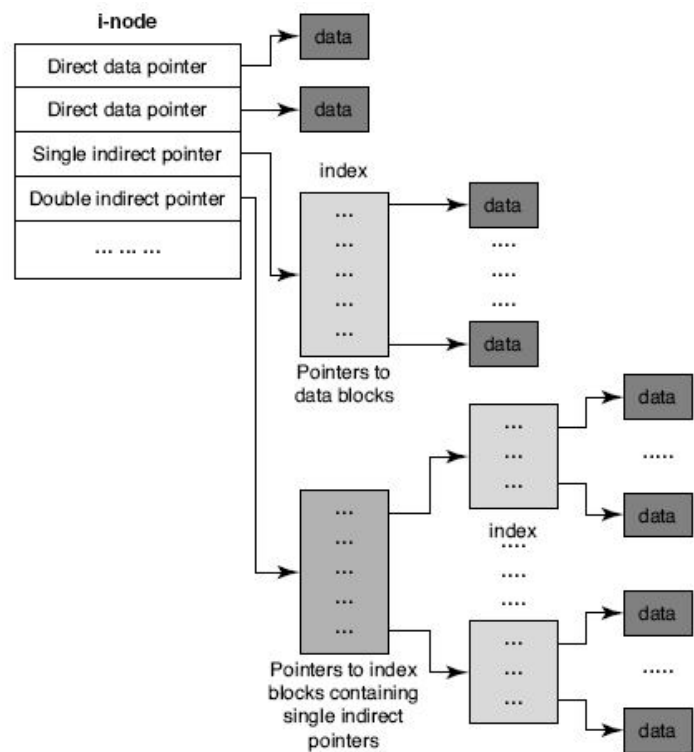 i-node
Direct data pointer
data
Direct data pointer
data
Single indirect pointer
Double indirect pointer
... ... ...
index
...
...
...
...
...
Pointers to
data blocks
data
....
....
....
data
...
...
...
...
...
Pointers to index
blocks containing
single indirect
pointers
...
...
...
index
....
....
....
...
...
...
data
.....
data
data
.....
data